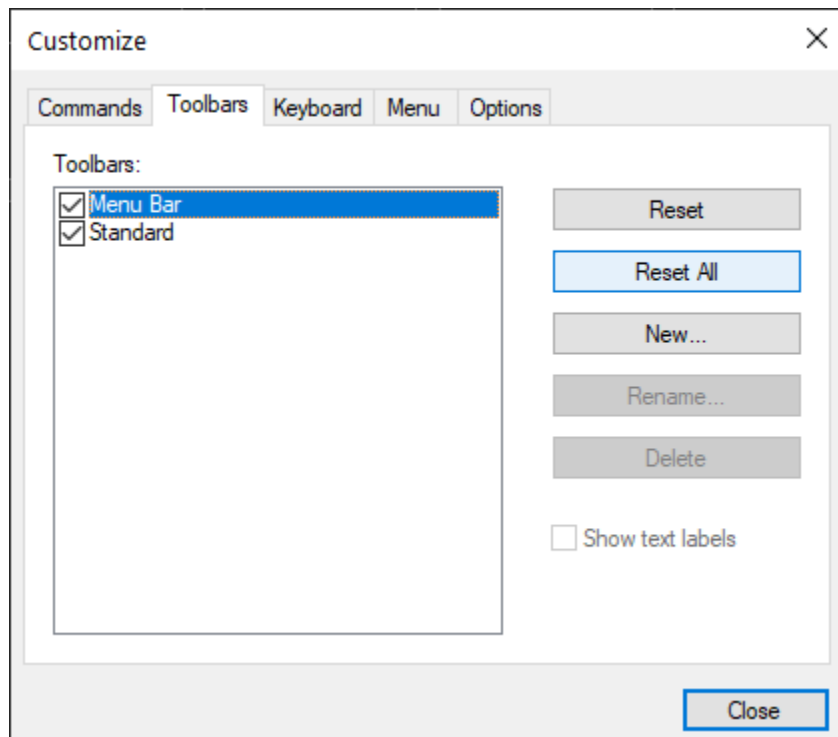 Customize
Commands Toolbars Keyboard Menu Options
Toolbars:
Menu Bar
Standard
Reset
Reset All
New...
Rename...
Delete
Show text labels
Close